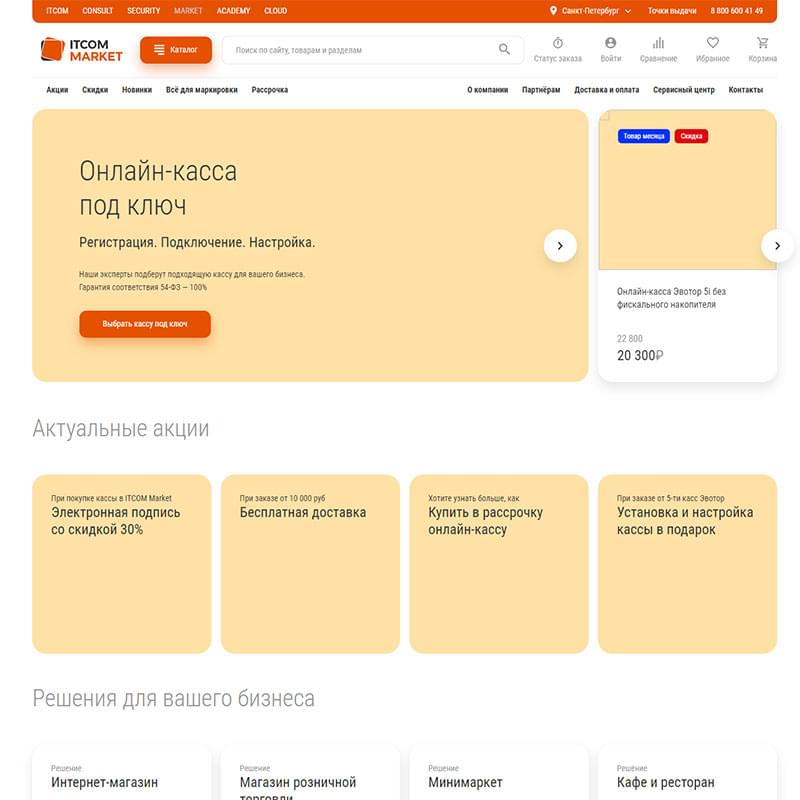 ITCOM CONSULT SECURITY MARKET ACADEMY CLOUD Санкт-Петербург Точки выдачи 8 800 600 41 49
ITCOM
MARKET
Каталог
Поиск по сайту, товарам и разделам
Статус заказа Войти Сравнение Избранное Корзина
Акции Скидки Новинки Всё для маркировки Рассрочка О компании Партнёрам Доставка и оплата Сервисный центр Контакты
Онлайн-касса
под ключ
Регистрация. Подключение. Настройка.
Наши эксперты подберут подходящую кассу для вашего бизнеса.
Гарантия соответствия 54-ФЗ — 100%
Выбрать кассу под ключ
Товар месяца Скидка
Онлайн-касса Эвотор 5i без
фискального накопителя
22 800
20 300₽
Актуальные акции
При покупке кассы в ITCOM Market
Электронная подпись
со скидкой 30%
При заказе от 10 000 руб
Бесплатная доставка
Хотите узнать больше, как
Купить в рассрочку
онлайн-кассу
При заказе от 5-ти касс Эвотор
Установка и настройка
кассы в подарок
Решения для вашего бизнеса
Решение
Интернет-магазин
Решение
Магазин розничной
торговли
Решение
Минимаркет
Решение
Кафе и ресторан